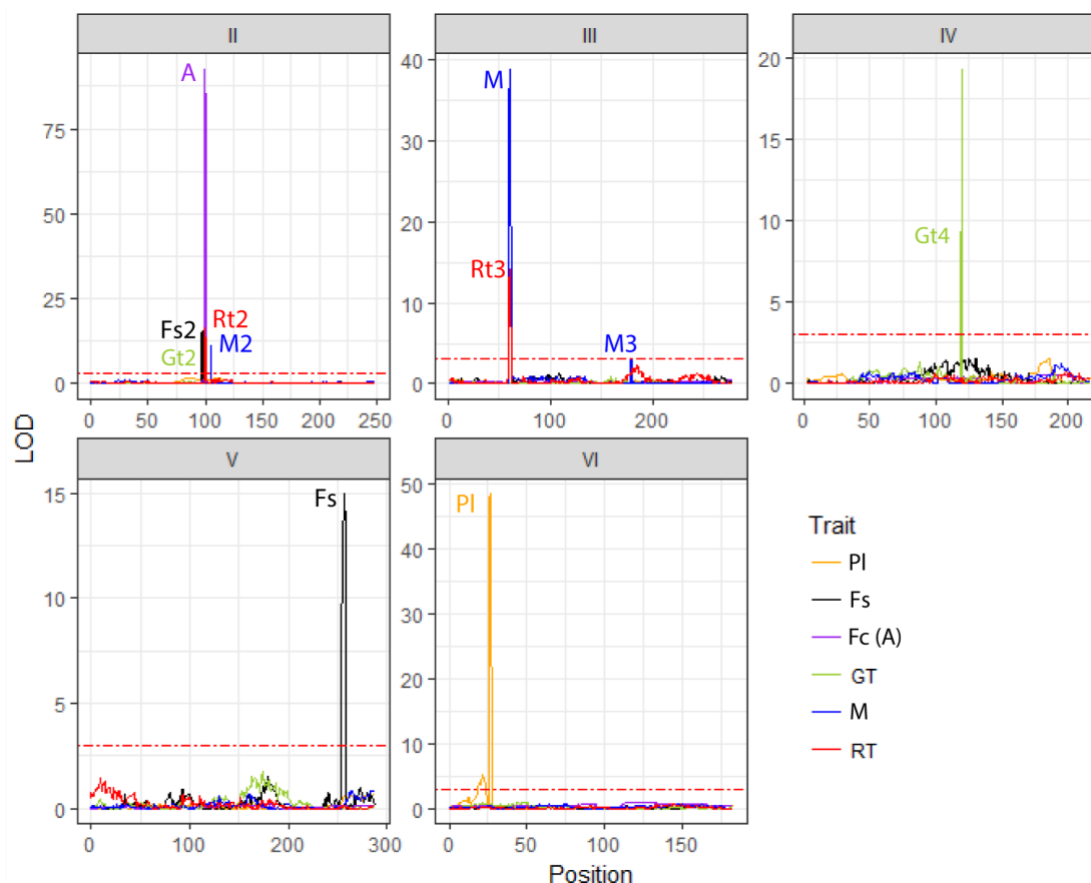 II
III
IV
A
75
50
25
0
Fs2
Rt2
Gt2
M2
0 50 100 150 200 250
40
30
20
10
0
M
Rt3
M3
0 100 200
20
15
10
5
0
Gt4
0 50 100 150 200
LOD
V
VI
15
10
5
0
Fs
0 100 200 300
50
40
30
20
10
0
Pl
0 50 100 150
Position
Trait
Pl
Fs
Fc (A)
GT
M
RT